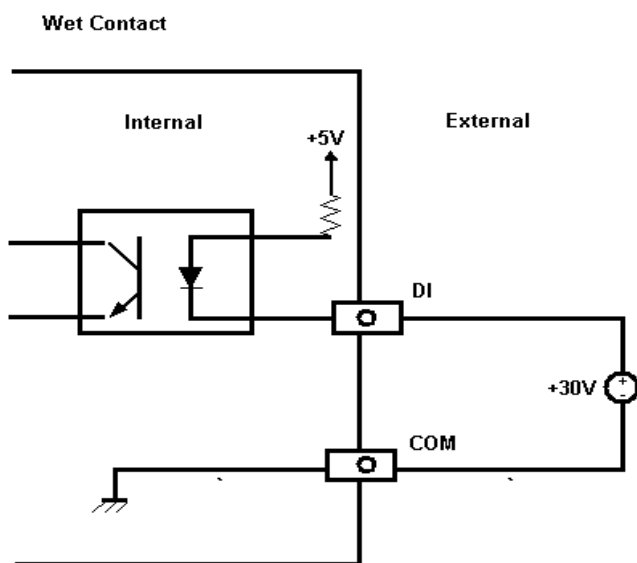 Wet Contact
Internal
External
+5V
DI
+30V
+
-
COM